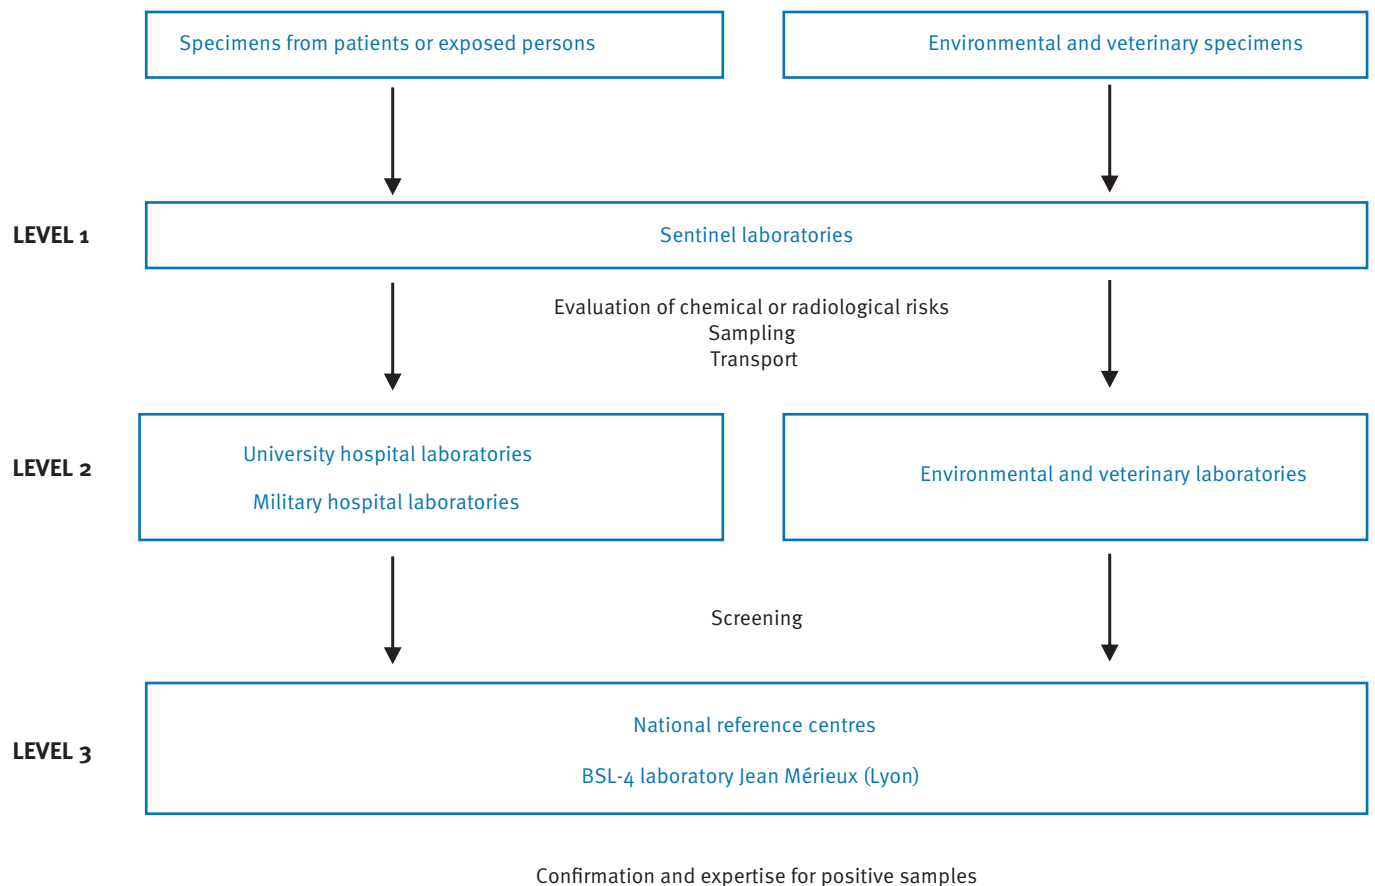 Specimens from patients or exposed persons
Environmental and veterinary specimens
LEVEL 1
Sentinel laboratories
Evaluation of chemical or radiological risks
Sampling
Transport
LEVEL 2
University hospital laboratories
Military hospital laboratories
Environmental and veterinary laboratories
Screening
LEVEL 3
National reference centres
BSL-4 laboratory Jean Mérieux (Lyon)
Confirmation and expertise for positive samples